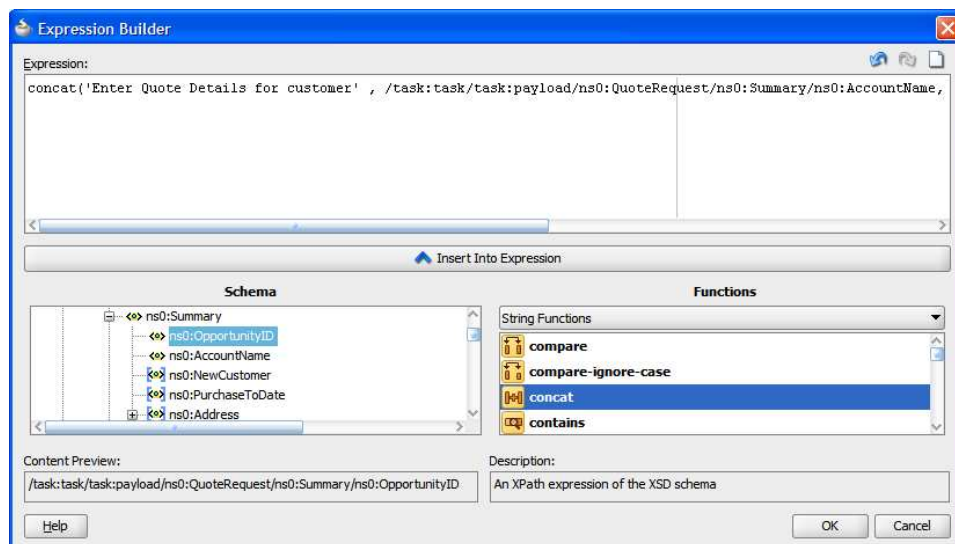 Expression Builder
Expression:
concat('Enter Quote Details for customer' , /task:task/task:payload/ns0:QuoteRequest/ns0:Summary/ns0:AccountName,
Insert Into Expression
Schema
Functions
ns0:Summary
ns0:OpportunityID
ns0:AccountName
ns0:NewCustomer
ns0:PurchaseToDate
ns0:Address
String Functions
compare
compare-ignore-case
concat
contains
Content Preview:
/task:task/task:payload/ns0:QuoteRequest/ns0:Summary/ns0:OpportunityID
Description:
An XPath expression of the XSD schema
Help
OK
Cancel